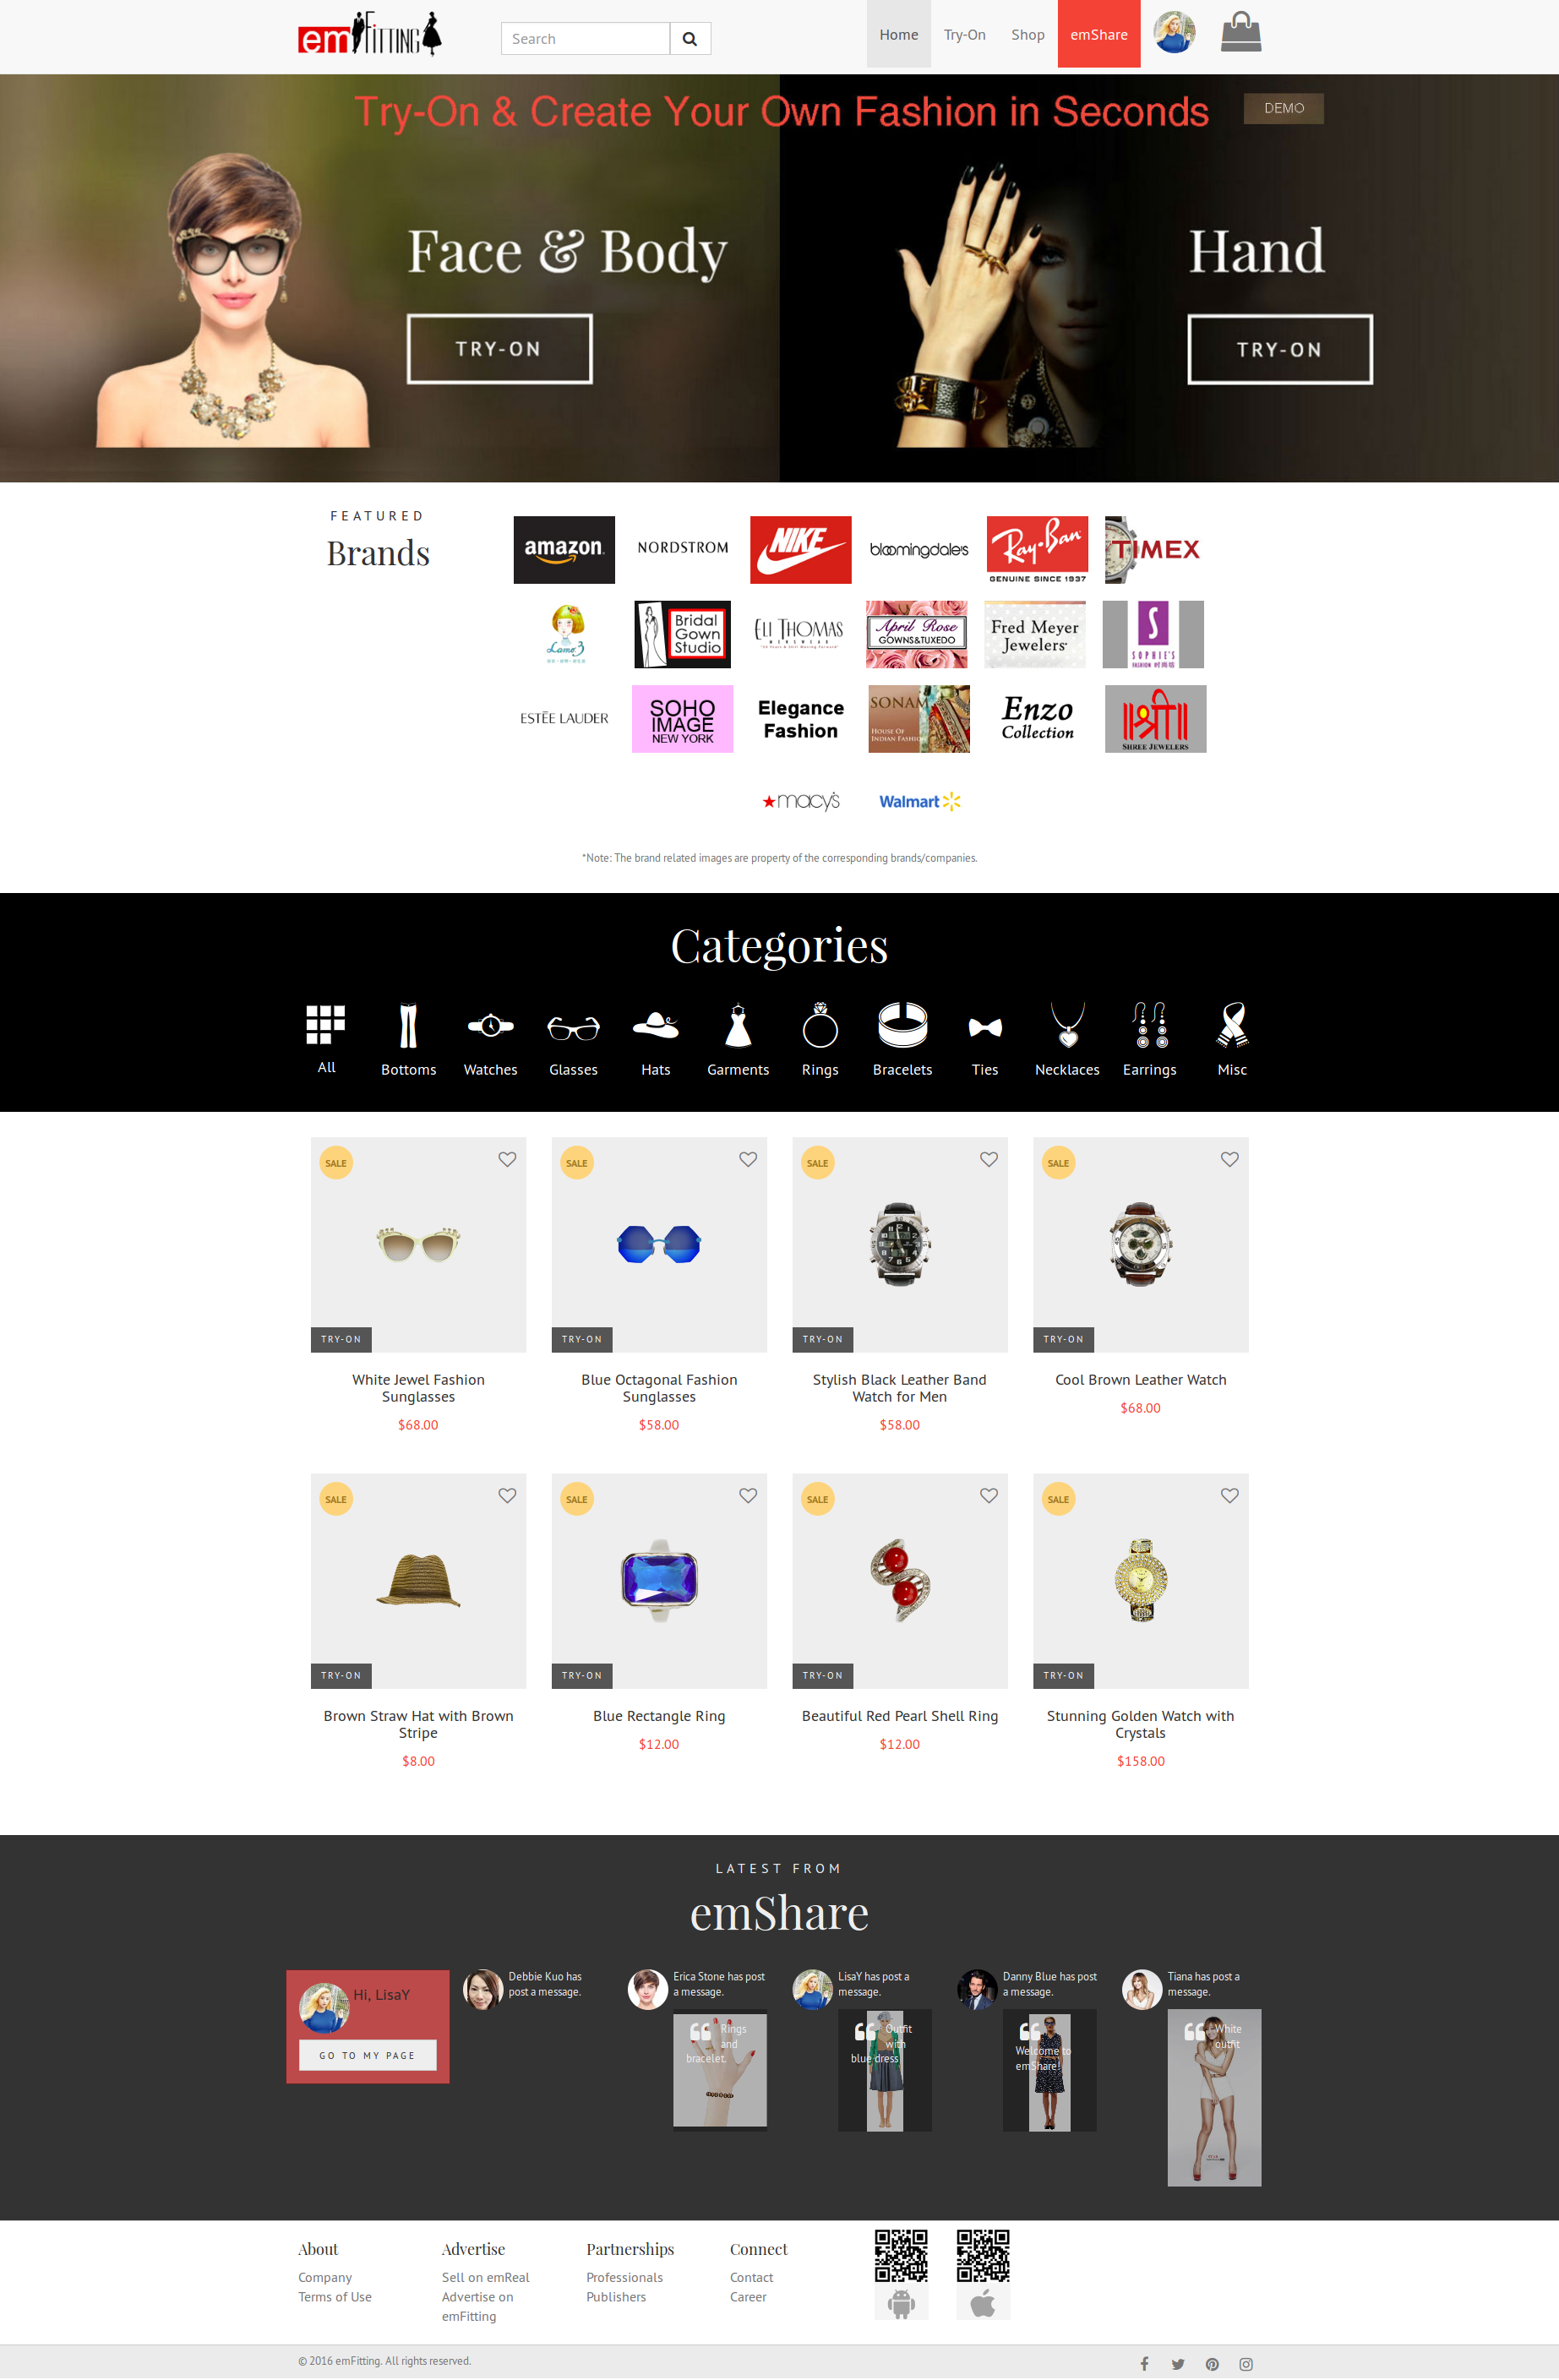 emFITTING
Search
Home
Try-On
Shop
emShare
Try-On & Create Your Own Fashion in Seconds
DEMO
Face & Body
TRY-ON
Hand
TRY-ON
FEATURED
Brands
amazon
NORDSTROM
NIKE
bloomingdale's
Ray-Ban
GENUINE SINCE 1937
TIMEX
Lamo3
Bridal
Gown
Studio
ELI THOMAS
MENSWEAR
April Rose
GOWNS&TUXEDO
Fred Meyer
Jewelers
S
SOPHIE'S
FASHION 时尚坊
ESTĒE LAUDER
SOHO
IMAGE
NEW YORK
Elegance
Fashion
SONAM
HOUSE OF
INDIAN FASHION
Enzo
Collection
श्री
SHREE JEWELERS
macy's
Walmart
*Note: The brand related images are property of the corresponding brands/companies.
Categories
All
Bottoms
Watches
Glasses
Hats
Garments
Rings
Bracelets
Ties
Necklaces
Earrings
Misc
SALE
TRY-ON
White Jewel Fashion
Sunglasses
$68.00
SALE
TRY-ON
Blue Octagonal Fashion
Sunglasses
$58.00
SALE
TRY-ON
Stylish Black Leather Band
Watch for Men
$58.00
SALE
TRY-ON
Cool Brown Leather Watch
$68.00
SALE
TRY-ON
Brown Straw Hat with Brown
Stripe
$8.00
SALE
TRY-ON
Blue Rectangle Ring
$12.00
SALE
TRY-ON
Beautiful Red Pearl Shell Ring
$12.00
SALE
TRY-ON
Stunning Golden Watch with
Crystals
$158.00
LATEST FROM
emShare
Hi, LisaY
GO TO MY PAGE
Debbie Kuo has
post a message.
Erica Stone has post
a message.
Rings
and
bracelet.
LisaY has post a
message.
Outfit
with
blue dress
Danny Blue has post
a message.
Welcome to
emShare!
Tiana has post a
message.
White
outfit
About
Company
Terms of Use
Advertise
Sell on emReal
Advertise on
emFitting
Partnerships
Professionals
Publishers
Connect
Contact
Career
© 2016 emFitting. All rights reserved.